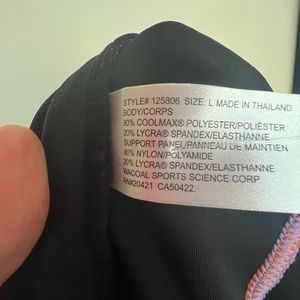 STYLE# 125806 SIZE: L MADE IN THAILAND
BODY/CORPS
80% COOLMAX® POLYESTER/POLIÉSTER
20% LYCRA® SPANDEX/ELASTHANNE
SUPPORT PANEL/PANNEAU DE MAINTIEN
80% NYLON/POLYAMIDE
20% LYCRA® SPANDEX/ELASTHANNE
WACOAL SPORTS SCIENCE CORP.
RN#20421 CA50422.